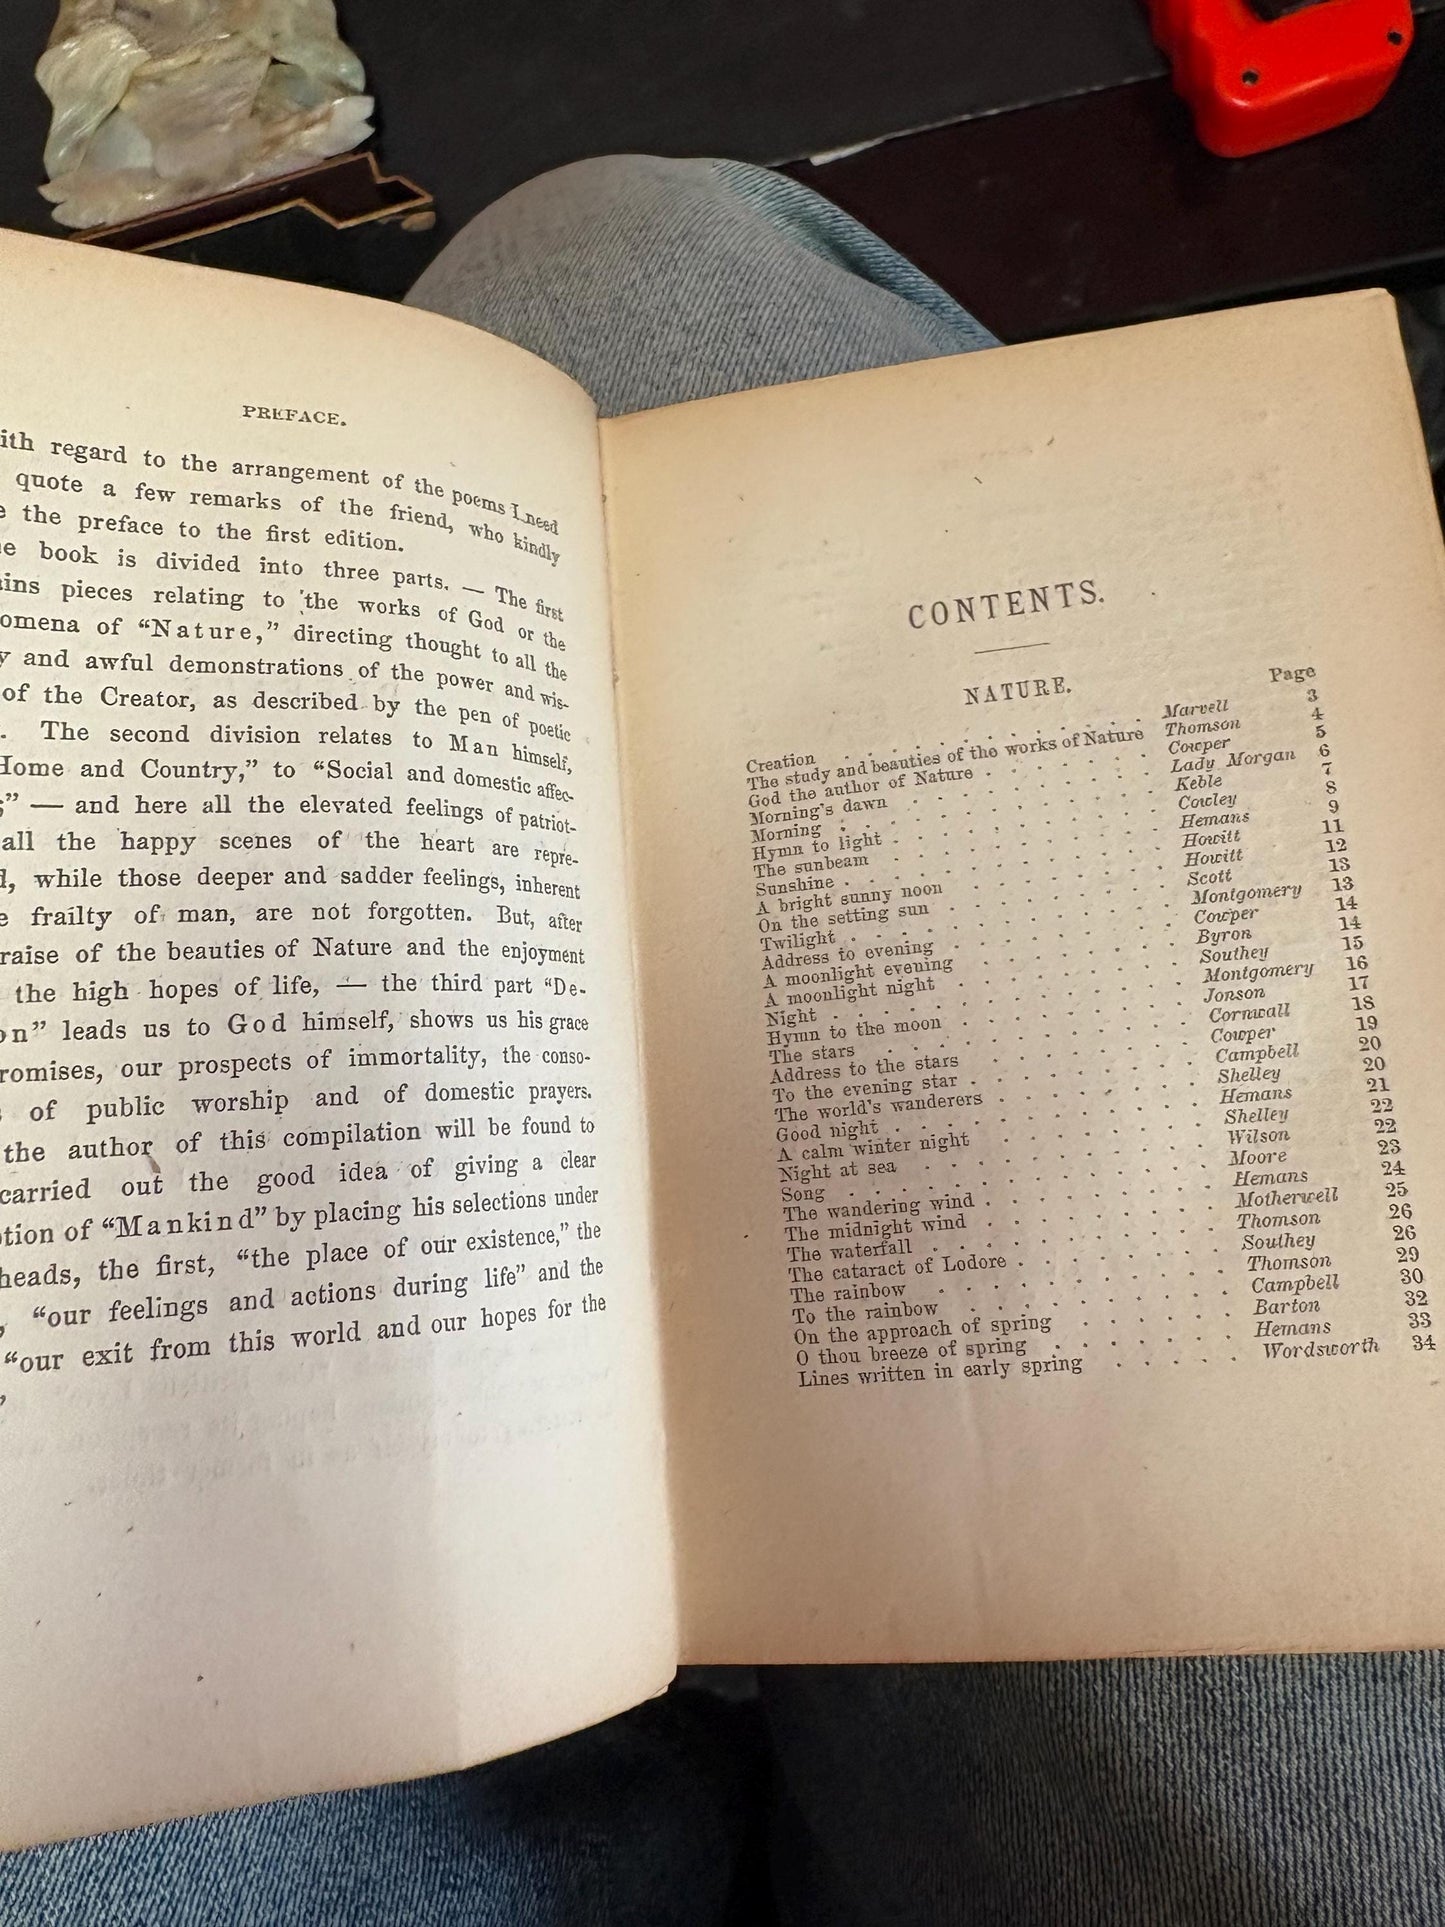 PREFACE.
ith regard to the arrangement of the poems I need
quote a few remarks of the friend, who kindly
e the preface to the first edition.
e book is divided into three parts. — The first
ins pieces relating to the works of God or the
omena of “Nature,” directing thought to all the
y and awful demonstrations of the power and wis-
of the Creator, as described by the pen of poetic
. The second division relates to Man himself,
Home and Country,” to “Social and domestic affec-
;” — and here all the elevated feelings of patriot-
all the happy scenes of the heart are repre-
d, while those deeper and sadder feelings, inherent
e frailty of man, are not forgotten. But, after
raise of the beauties of Nature and the enjoyment
the high hopes of life, — the third part “De-
on” leads us to God himself, shows us his grace
romises, our prospects of immortality, the conso-
s of public worship and of domestic prayers.
the author of this compilation will be found to
carried out the good idea of giving a clear
tion of “Mankind” by placing his selections under
heads, the first, “the place of our existence,” the
, “our feelings and actions during life” and the
“our exit from this world and our hopes for the
”
CONTENTS.
NATURE.
Page
Creation . . . . . . . . . . Marvell 3
The study and beauties of the works of Nature Thomson 4
God the author of Nature . . . . . . Cowper 5
Morning's dawn . . . . . . . . Lady Morgan 6
Morning . . . . . . . . . . Keble 7
Hymn to light . . . . . . . . Cowley 8
The sunbeam . . . . . . . . Hemans 9
Sunshine . . . . . . . . . . Howitt 11
A bright sunny noon . . . . . . . Howitt 12
On the setting sun . . . . . . . Scott 13
Twilight . . . . . . . . . . Montgomery 13
Address to evening . . . . . . . Cowper 14
A moonlight evening . . . . . . Byron 14
A moonlight night . . . . . . . Southey 15
Night . . . . . . . . . . Montgomery 16
Hymn to the moon . . . . . . . Jonson 17
The stars . . . . . . . . . Cornwall 18
Address to the stars . . . . . . Cowper 19
To the evening star . . . . . . . Campbell 20
The world's wanderers . . . . . . Shelley 20
Good night . . . . . . . . . Hemans 21
A calm winter night . . . . . . Shelley 22
Night at sea . . . . . . . . Wilson 22
Song . . . . . . . . . . Moore 23
The wandering wind . . . . . . . Hemans 24
The midnight wind . . . . . . . Motherwell 25
The waterfall . . . . . . . . Thomson 26
The cataract of Lodore . . . . . . Southey 26
The rainbow . . . . . . . . Thomson 29
To the rainbow . . . . . . . . Campbell 30
On the approach of spring . . . . . Barton 32
O thou breeze of spring . . . . . . Hemans 33
Lines written in early spring . . . . . Wordsworth 34